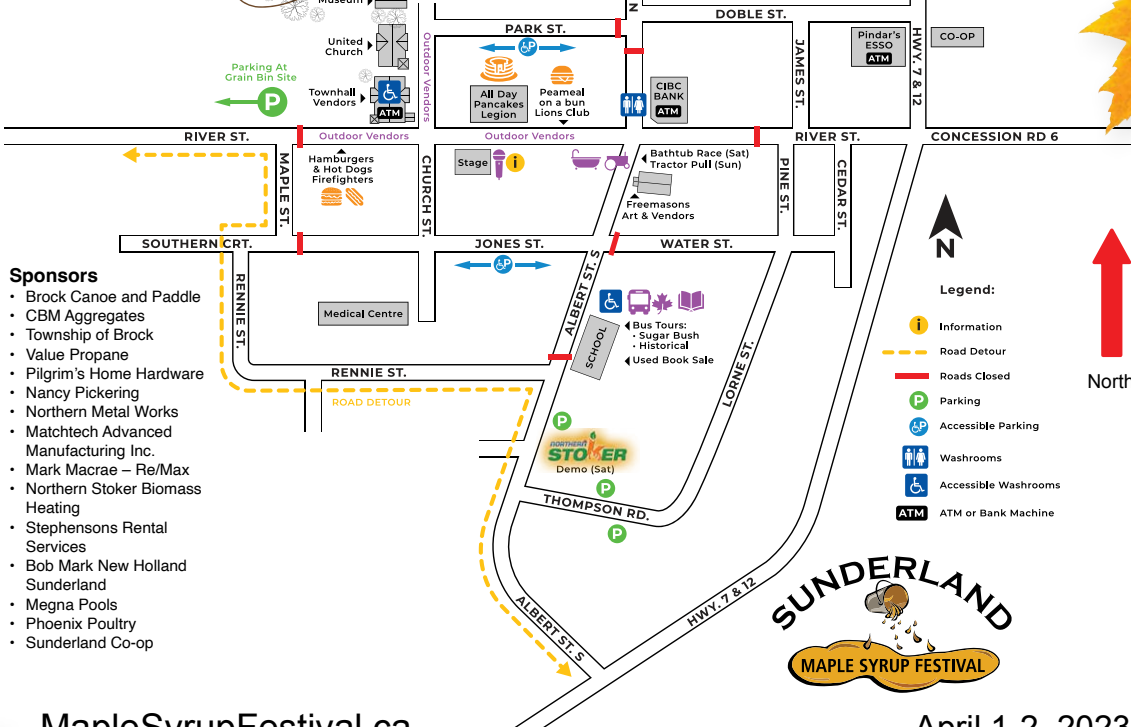 Museum
N
DOBLE ST.
PARK ST.
United
Church
Outdoor Vendors
P
JAMES ST.
Pindar's
ESSO
ATM
HWY. 7 & 12
CO-OP
Parking At
Grain Bin Site
P
Townhall
Vendors
ATM
All Day
Pancakes
Legion
Peameal
on a bun
Lions Club
CIBC
BANK
ATM
RIVER ST.
Outdoor Vendors
Outdoor Vendors
RIVER ST.
CONCESSION RD 6
MAPLE ST.
Hamburgers
& Hot Dogs
Firefighters
CHURCH ST.
Stage
i
Bathtub Race (Sat)
Tractor Pull (Sun)
Freemasons
Art & Vendors
PINE ST.
CEDAR ST.
N
SOUTHERN CRT.
JONES ST.
WATER ST.
P
Sponsors
• Brock Canoe and Paddle
• CBM Aggregates
• Township of Brock
• Value Propane
• Pilgrim's Home Hardware
• Nancy Pickering
• Northern Metal Works
• Matchtech Advanced
Manufacturing Inc.
• Mark Macrae – Re/Max
• Northern Stoker Biomass
Heating
• Stephensons Rental
Services
• Bob Mark New Holland
Sunderland
• Megna Pools
• Phoenix Poultry
• Sunderland Co-op
RENNIE ST.
Medical Centre
ALBERT ST. S
SCHOOL
Bus Tours:
• Sugar Bush
• Historical
Used Book Sale
RENNIE ST.
ROAD DETOUR
LORNE ST.
P
NORTHERN
STOKER
Demo (Sat)
P
THOMPSON RD.
P
ALBERT ST. S
HWY. 7 & 12
Legend:
i Information
Road Detour
Roads Closed
P Parking
P Accessible Parking
Washrooms
Accessible Washrooms
ATM ATM or Bank Machine
North
SUNDERLAND
MAPLE SYRUP FESTIVAL
MapleSyrupFestival.ca
April 1-2, 2023